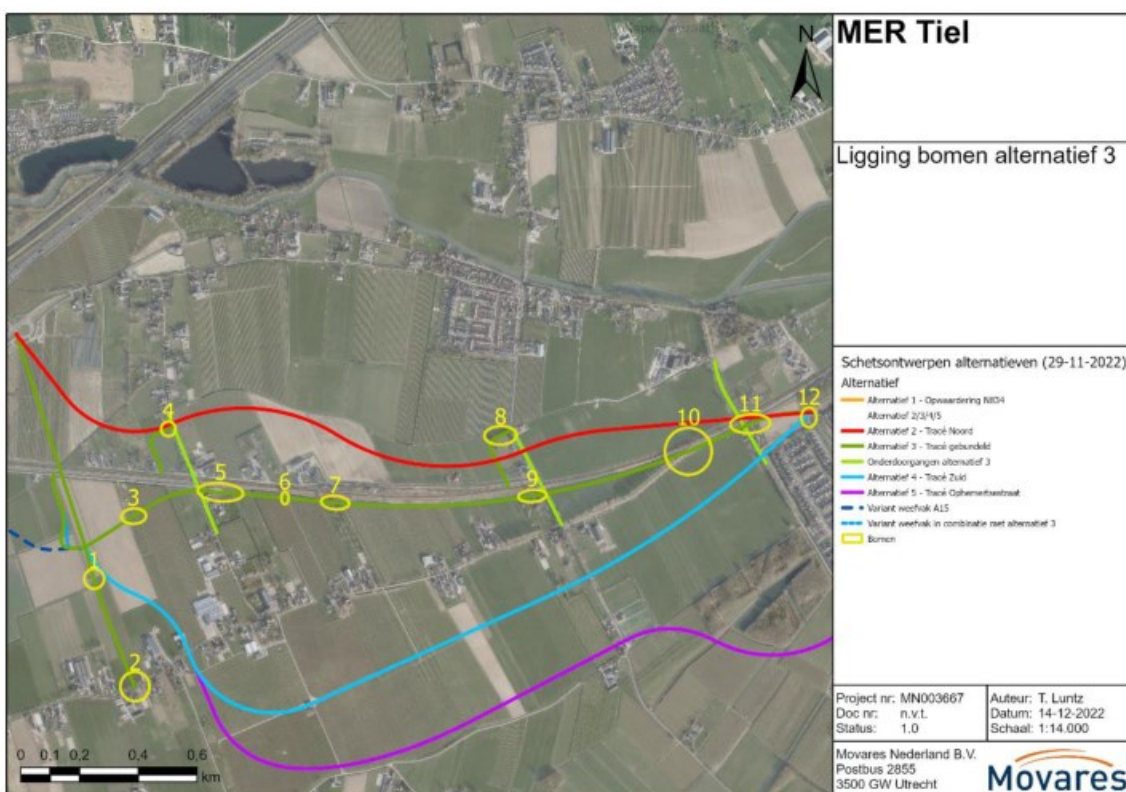 MER Tiel
N
Ligging bomen alternatief 3
Schetsontwerpen alternatieven (29-11-2022)
Alternatief
Alternatief 1 - Opwaardering N834
Alternatief 2/3/4/5
Alternatief 2 - Tracé Noord
Alternatief 3 - Tracé gebundeld
Onderdoorgangen alternatief 3
Alternatief 4 - Tracé Zuid
Alternatief 5 - Tracé Ophemertsestraat
Variant weefvak A15
Variant weefvak in combinatie met alternatief 3
Bomen
4
8
10
11
12
5
6
7
9
3
1
2
0 0,1 0,2 0,4 0,6
km
Project nr: MN003667
Doc nr: n.v.t.
Status: 1.0
Auteur: T. Luntz
Datum: 14-12-2022
Schaal: 1:14.000
Movares Nederland B.V.
Postbus 2855
3500 GW Utrecht
Movares